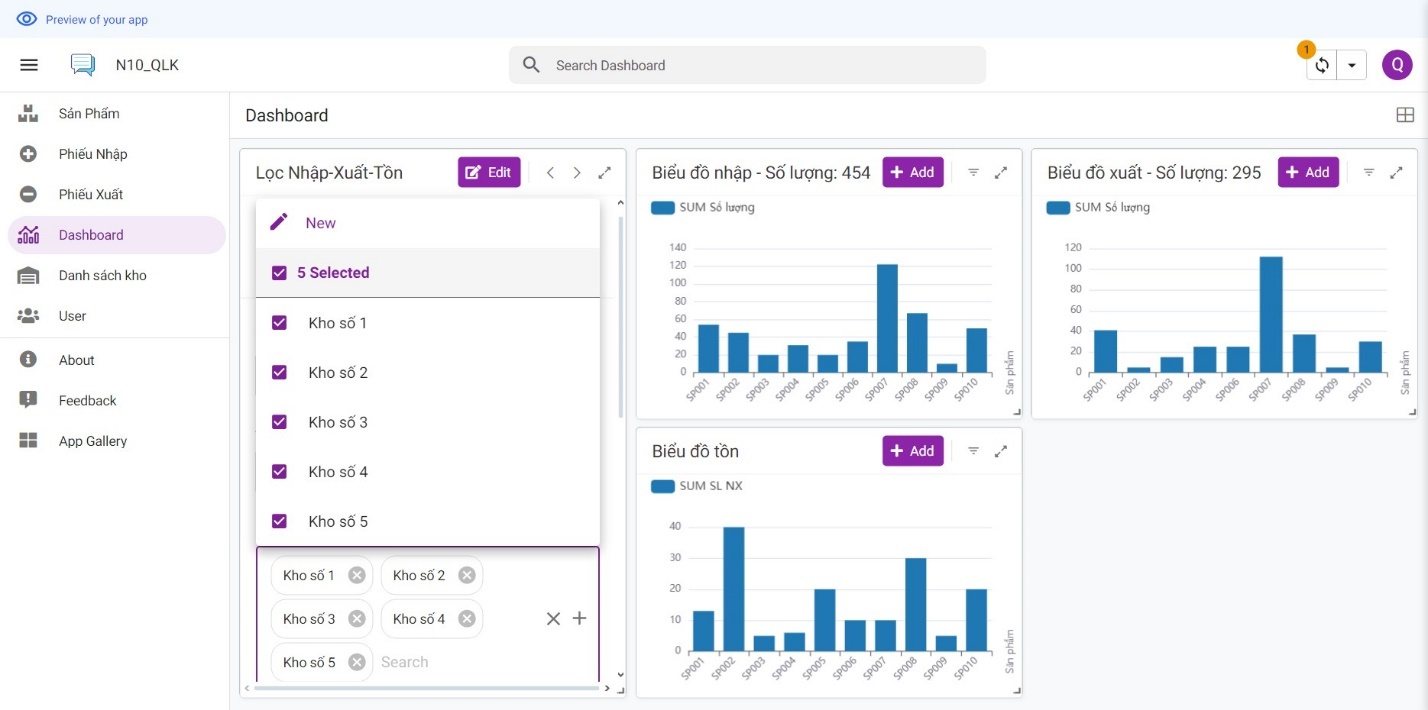 Preview of your app
N10_QLK
Search Dashboard
1
Q
Sản Phẩm
Phiếu Nhập
Phiếu Xuất
Dashboard
Danh sách kho
User
About
Feedback
App Gallery
Dashboard
Lọc Nhập-Xuất-Tồn
Edit
New
5 Selected
Kho số 1
Kho số 2
Kho số 3
Kho số 4
Kho số 5
Kho số 1
Kho số 2
Kho số 3
Kho số 4
Kho số 5
Search
Biểu đồ nhập - Số lượng: 454
Add
SUM Số lượng
140
120
100
80
60
40
20
0
SP001
SP002
SP003
SP004
SP005
SP006
SP007
SP008
SP009
SP010
Sản phẩm
Biểu đồ xuất - Số lượng: 295
Add
SUM Số lượng
120
100
80
60
40
20
0
SP001
SP002
SP003
SP004
SP006
SP007
SP008
SP009
SP010
Sản phẩm
Biểu đồ tồn
Add
SUM SL NX
40
30
20
10
0
SP001
SP002
SP003
SP004
SP005
SP006
SP007
SP008
SP009
SP010
Sản phẩm